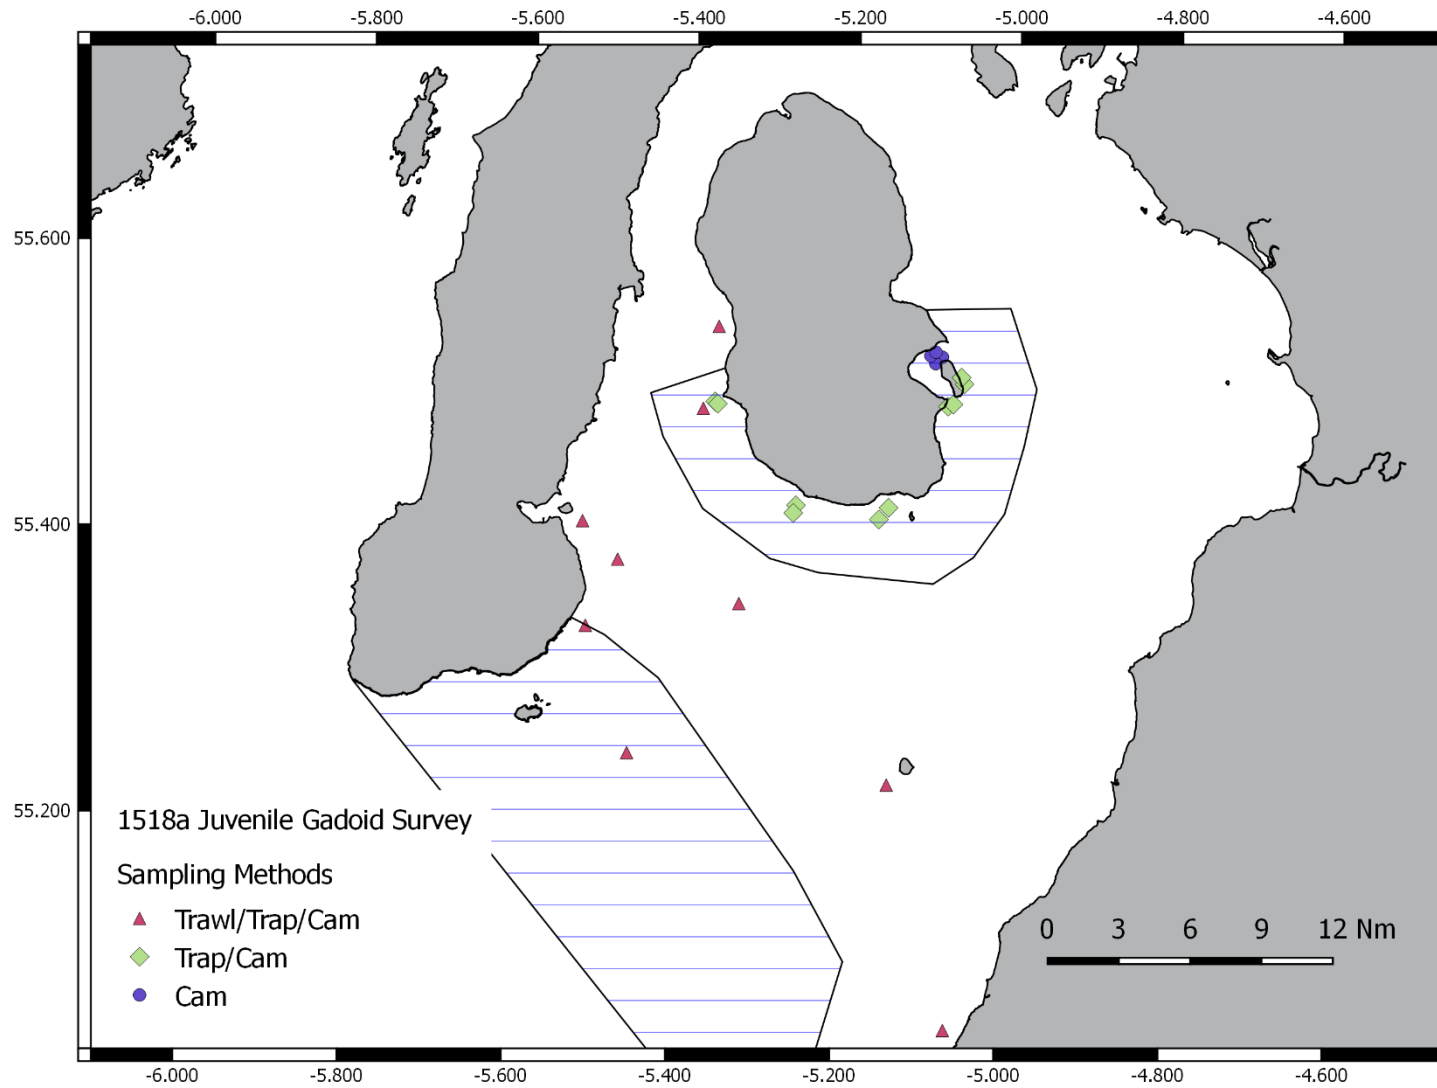 -6.000 -5.800 -5.600 -5.400 -5.200 -5.000 -4.800 -4.600
55.600
55.400
55.200
1518a Juvenile Gadoid Survey
Sampling Methods
Trawl/Trap/Cam
Trap/Cam
Cam
0 3 6 9 12 Nm
-6.000 -5.800 -5.600 -5.400 -5.200 -5.000 -4.800 -4.600